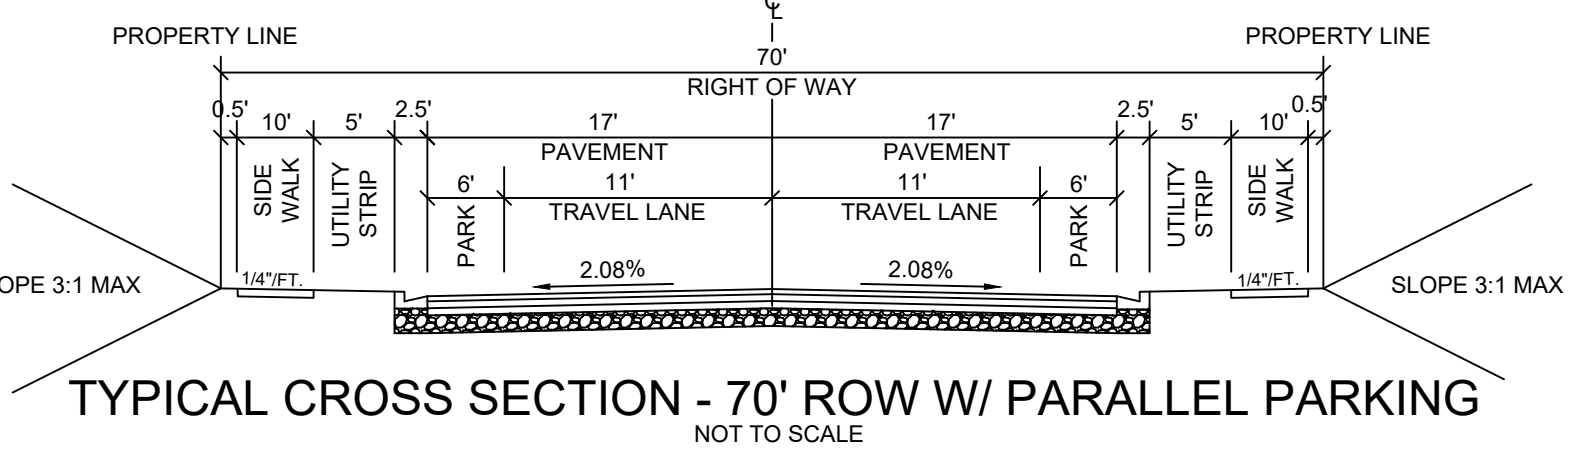 ℄
PROPERTY LINE
PROPERTY LINE
70'
RIGHT OF WAY
0.5'
10'
5'
2.5'
17'
17'
2.5'
5'
10'
0.5'
PAVEMENT
PAVEMENT
SIDE
WALK
UTILITY
STRIP
6'
11'
11'
6'
UTILITY
STRIP
SIDE
WALK
PARK
TRAVEL LANE
TRAVEL LANE
PARK
OPE 3:1 MAX
1/4"/FT.
2.08%
2.08%
1/4"/FT.
SLOPE 3:1 MAX
TYPICAL CROSS SECTION - 70' ROW W/ PARALLEL PARKING
NOT TO SCALE